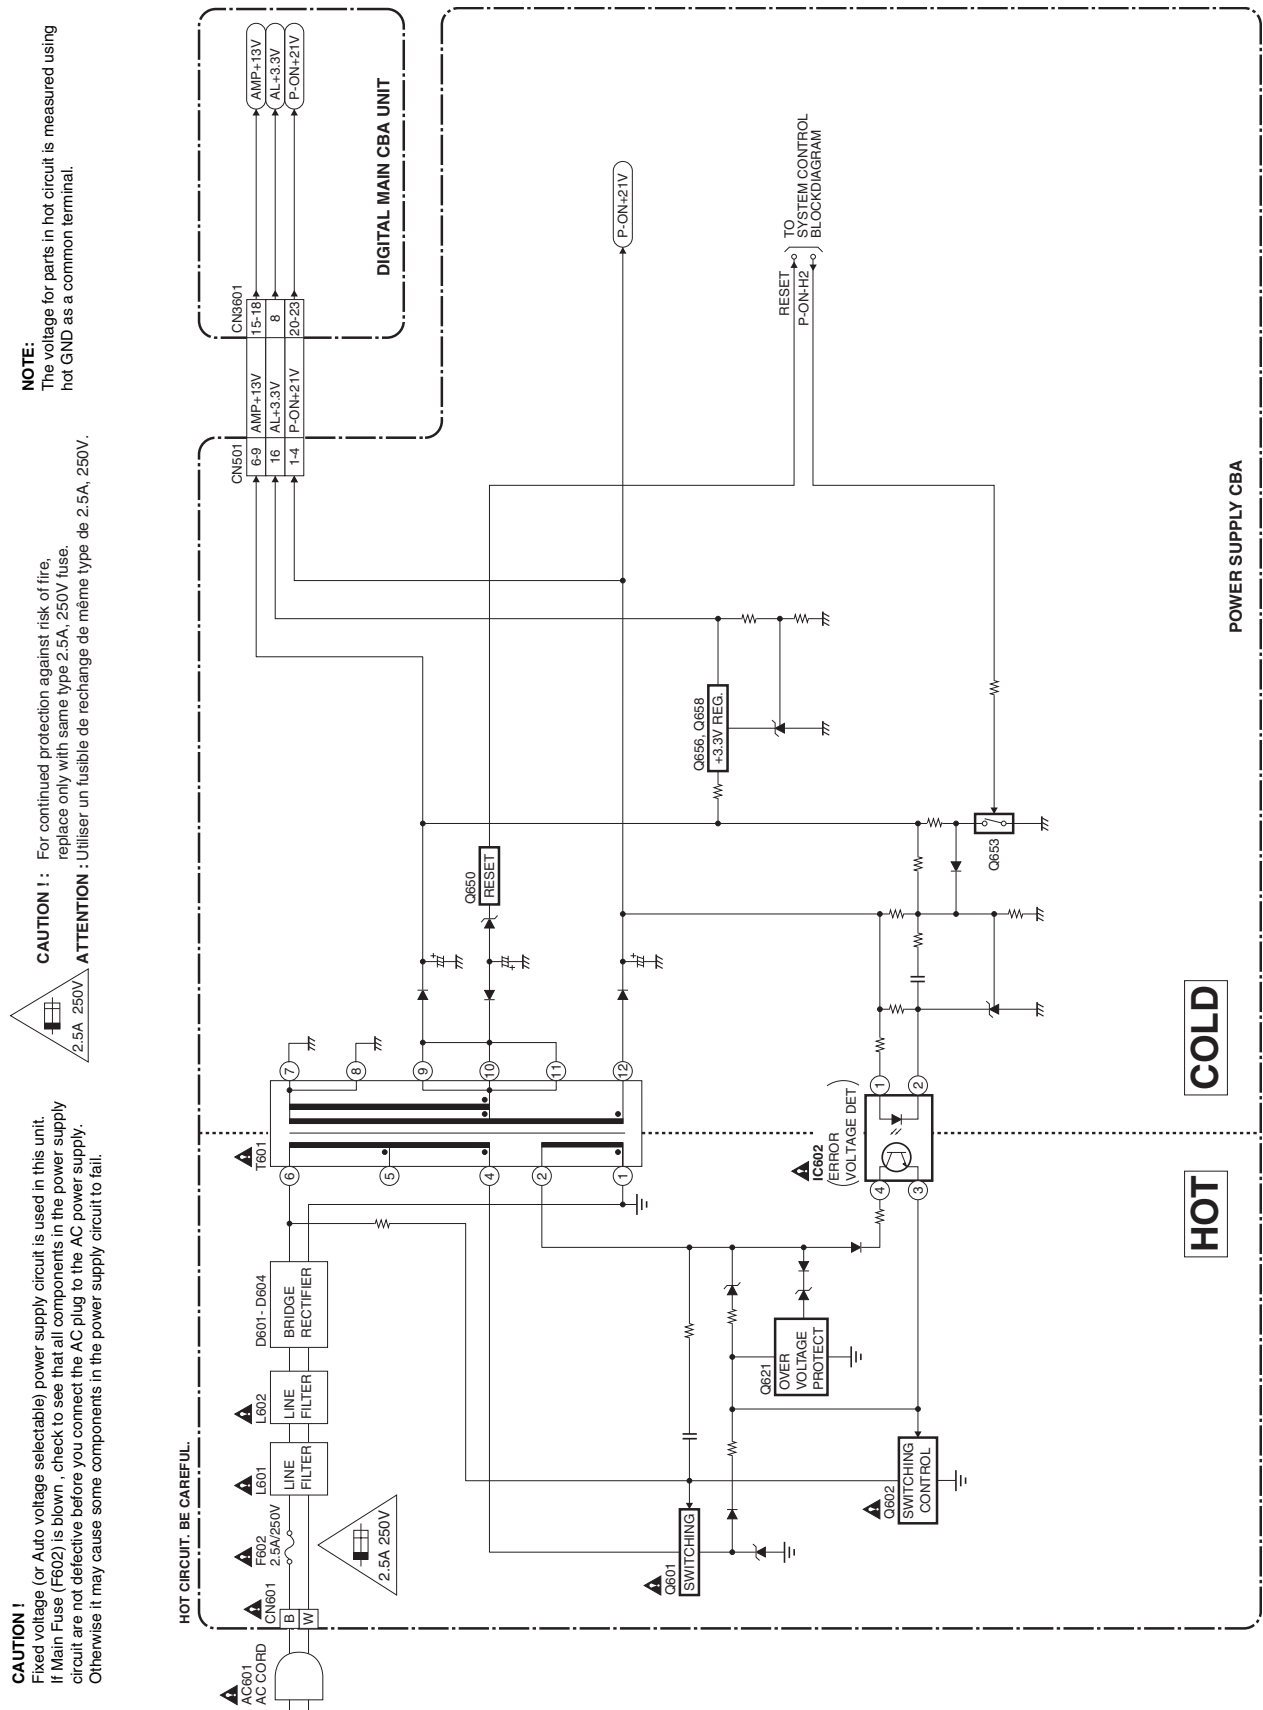 CAUTION !
Fixed voltage (or Auto voltage selectable) power supply circuit is used in this unit.
If Main Fuse (F602) is blown , check to see that all components in the power supply
circuit are not defective before you connect the AC plug to the AC power supply.
Otherwise it may cause some components in the power supply circuit to fail.
2.5A 250V
CAUTION ! : For continued protection against risk of fire,
replace only with same type 2.5A, 250V fuse.
ATTENTION : Utiliser un fusible de rechange de même type de 2.5A, 250V.
NOTE:
The voltage for parts in hot circuit is measured using
hot GND as a common terminal.
HOT CIRCUIT. BE CAREFUL.
AC601
AC CORD
CN601
B
W
F602
2.5A/250V
2.5A 250V
L601
LINE
FILTER
L602
LINE
FILTER
D601- D604
BRIDGE
RECTIFIER
T601
6
5
4
2
1
7
8
9
10
11
12
CN501
6-9
16
1-4
AMP+13V
AL+3.3V
P-ON+21V
CN3601
15-18
8
20-23
AMP+13V
AL+3.3V
P-ON+21V
DIGITAL MAIN CBA UNIT
Q650
RESET
P-ON+21V
Q656, Q658
+3.3V REG.
RESET
P-ON-H2
TO
SYSTEM CONTROL
BLOCKDIAGRAM
Q601
SWITCHING
Q621
OVER
VOLTAGE
PROTECT
Q602
SWITCHING
CONTROL
IC602
ERROR
VOLTAGE DET
4
3
1
2
Q653
HOT
COLD
POWER SUPPLY CBA